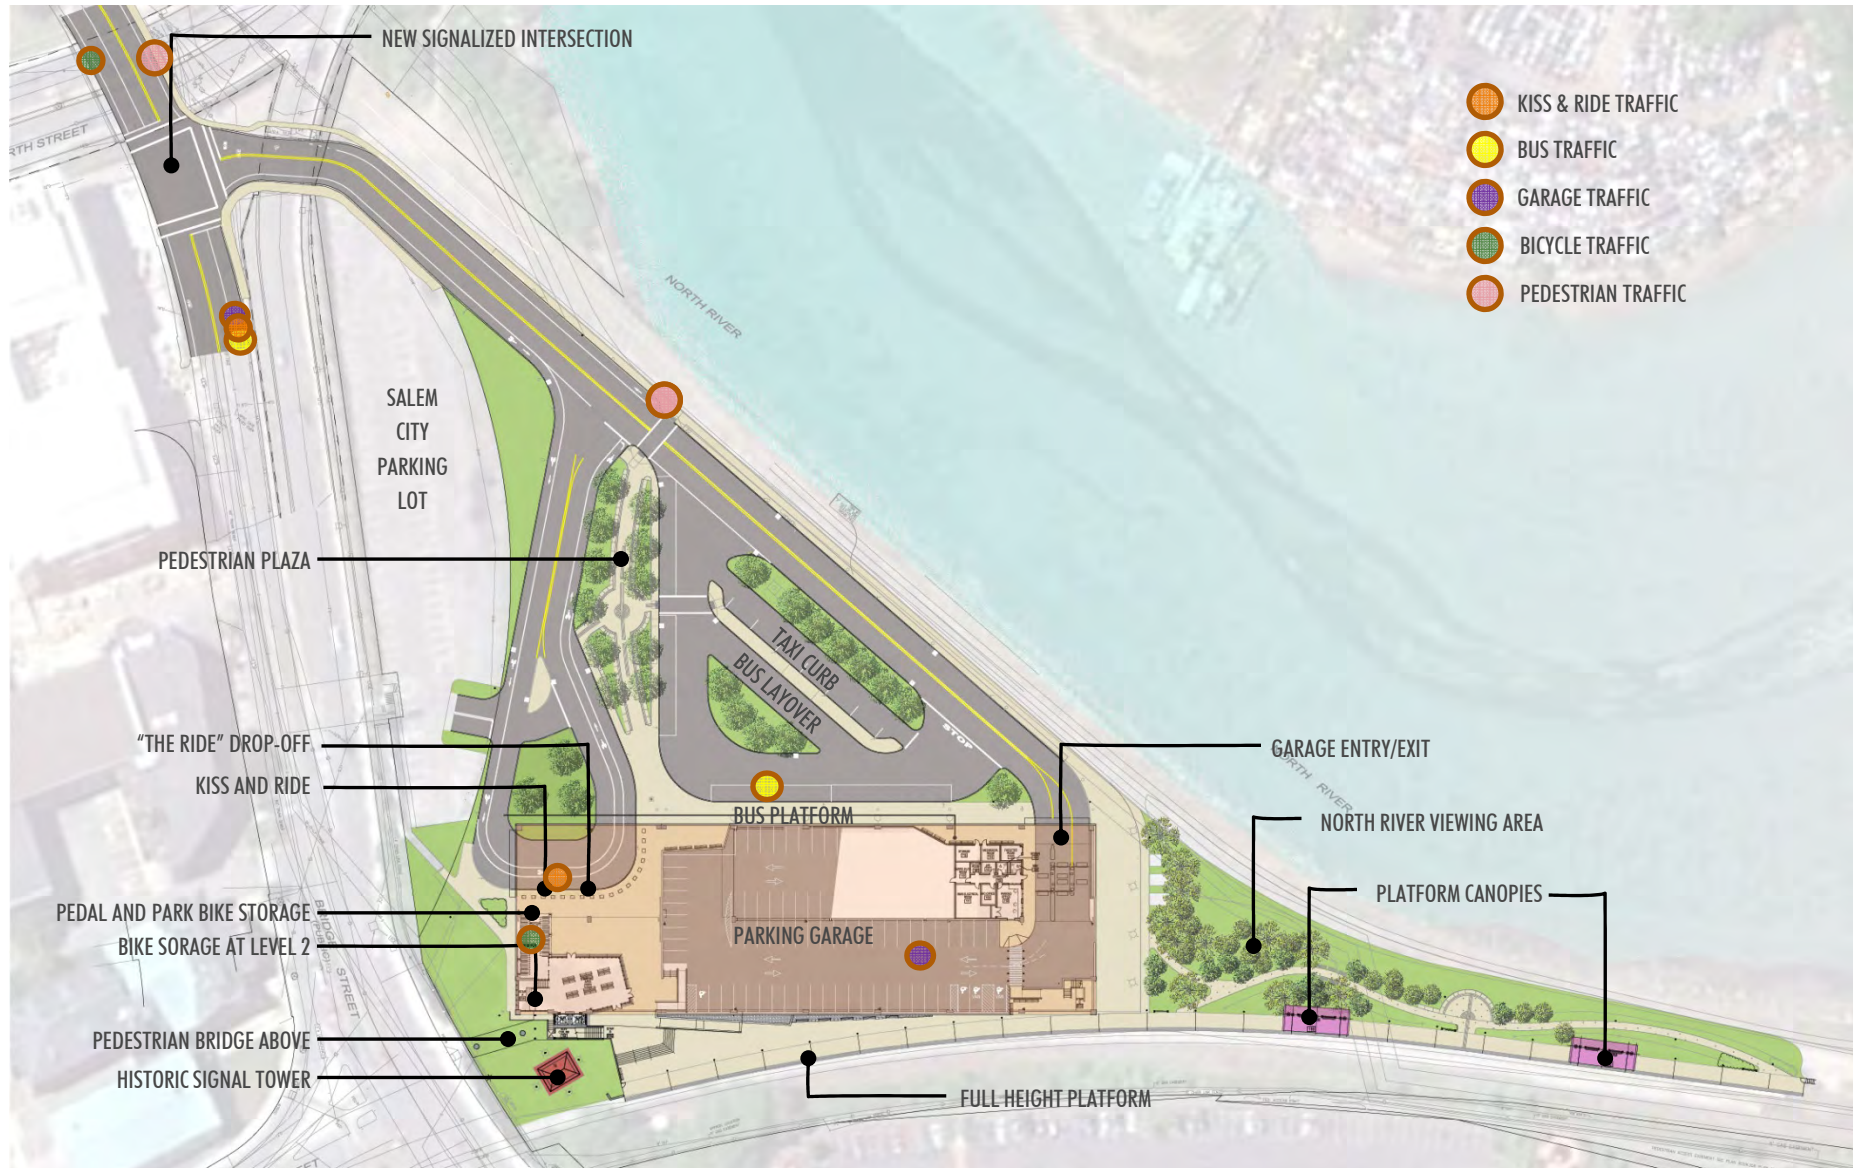 NEW SIGNALIZED INTERSECTION
KISS & RIDE TRAFFIC
BUS TRAFFIC
GARAGE TRAFFIC
BICYCLE TRAFFIC
PEDESTRIAN TRAFFIC
RTH STREET
NORTH RIVER
SALEM
CITY
PARKING
LOT
PEDESTRIAN PLAZA
TAXI CURB
BUS LAYOVER
STOP
"THE RIDE" DROP-OFF
KISS AND RIDE
GARAGE ENTRY/EXIT
NORTH RIVER
BUS PLATFORM
NORTH RIVER VIEWING AREA
PLATFORM CANOPIES
PEDAL AND PARK BIKE STORAGE
BIKE SORAGE AT LEVEL 2
PARKING GARAGE
BRIDGE STREET
PEDESTRIAN BRIDGE ABOVE
HISTORIC SIGNAL TOWER
FULL HEIGHT PLATFORM